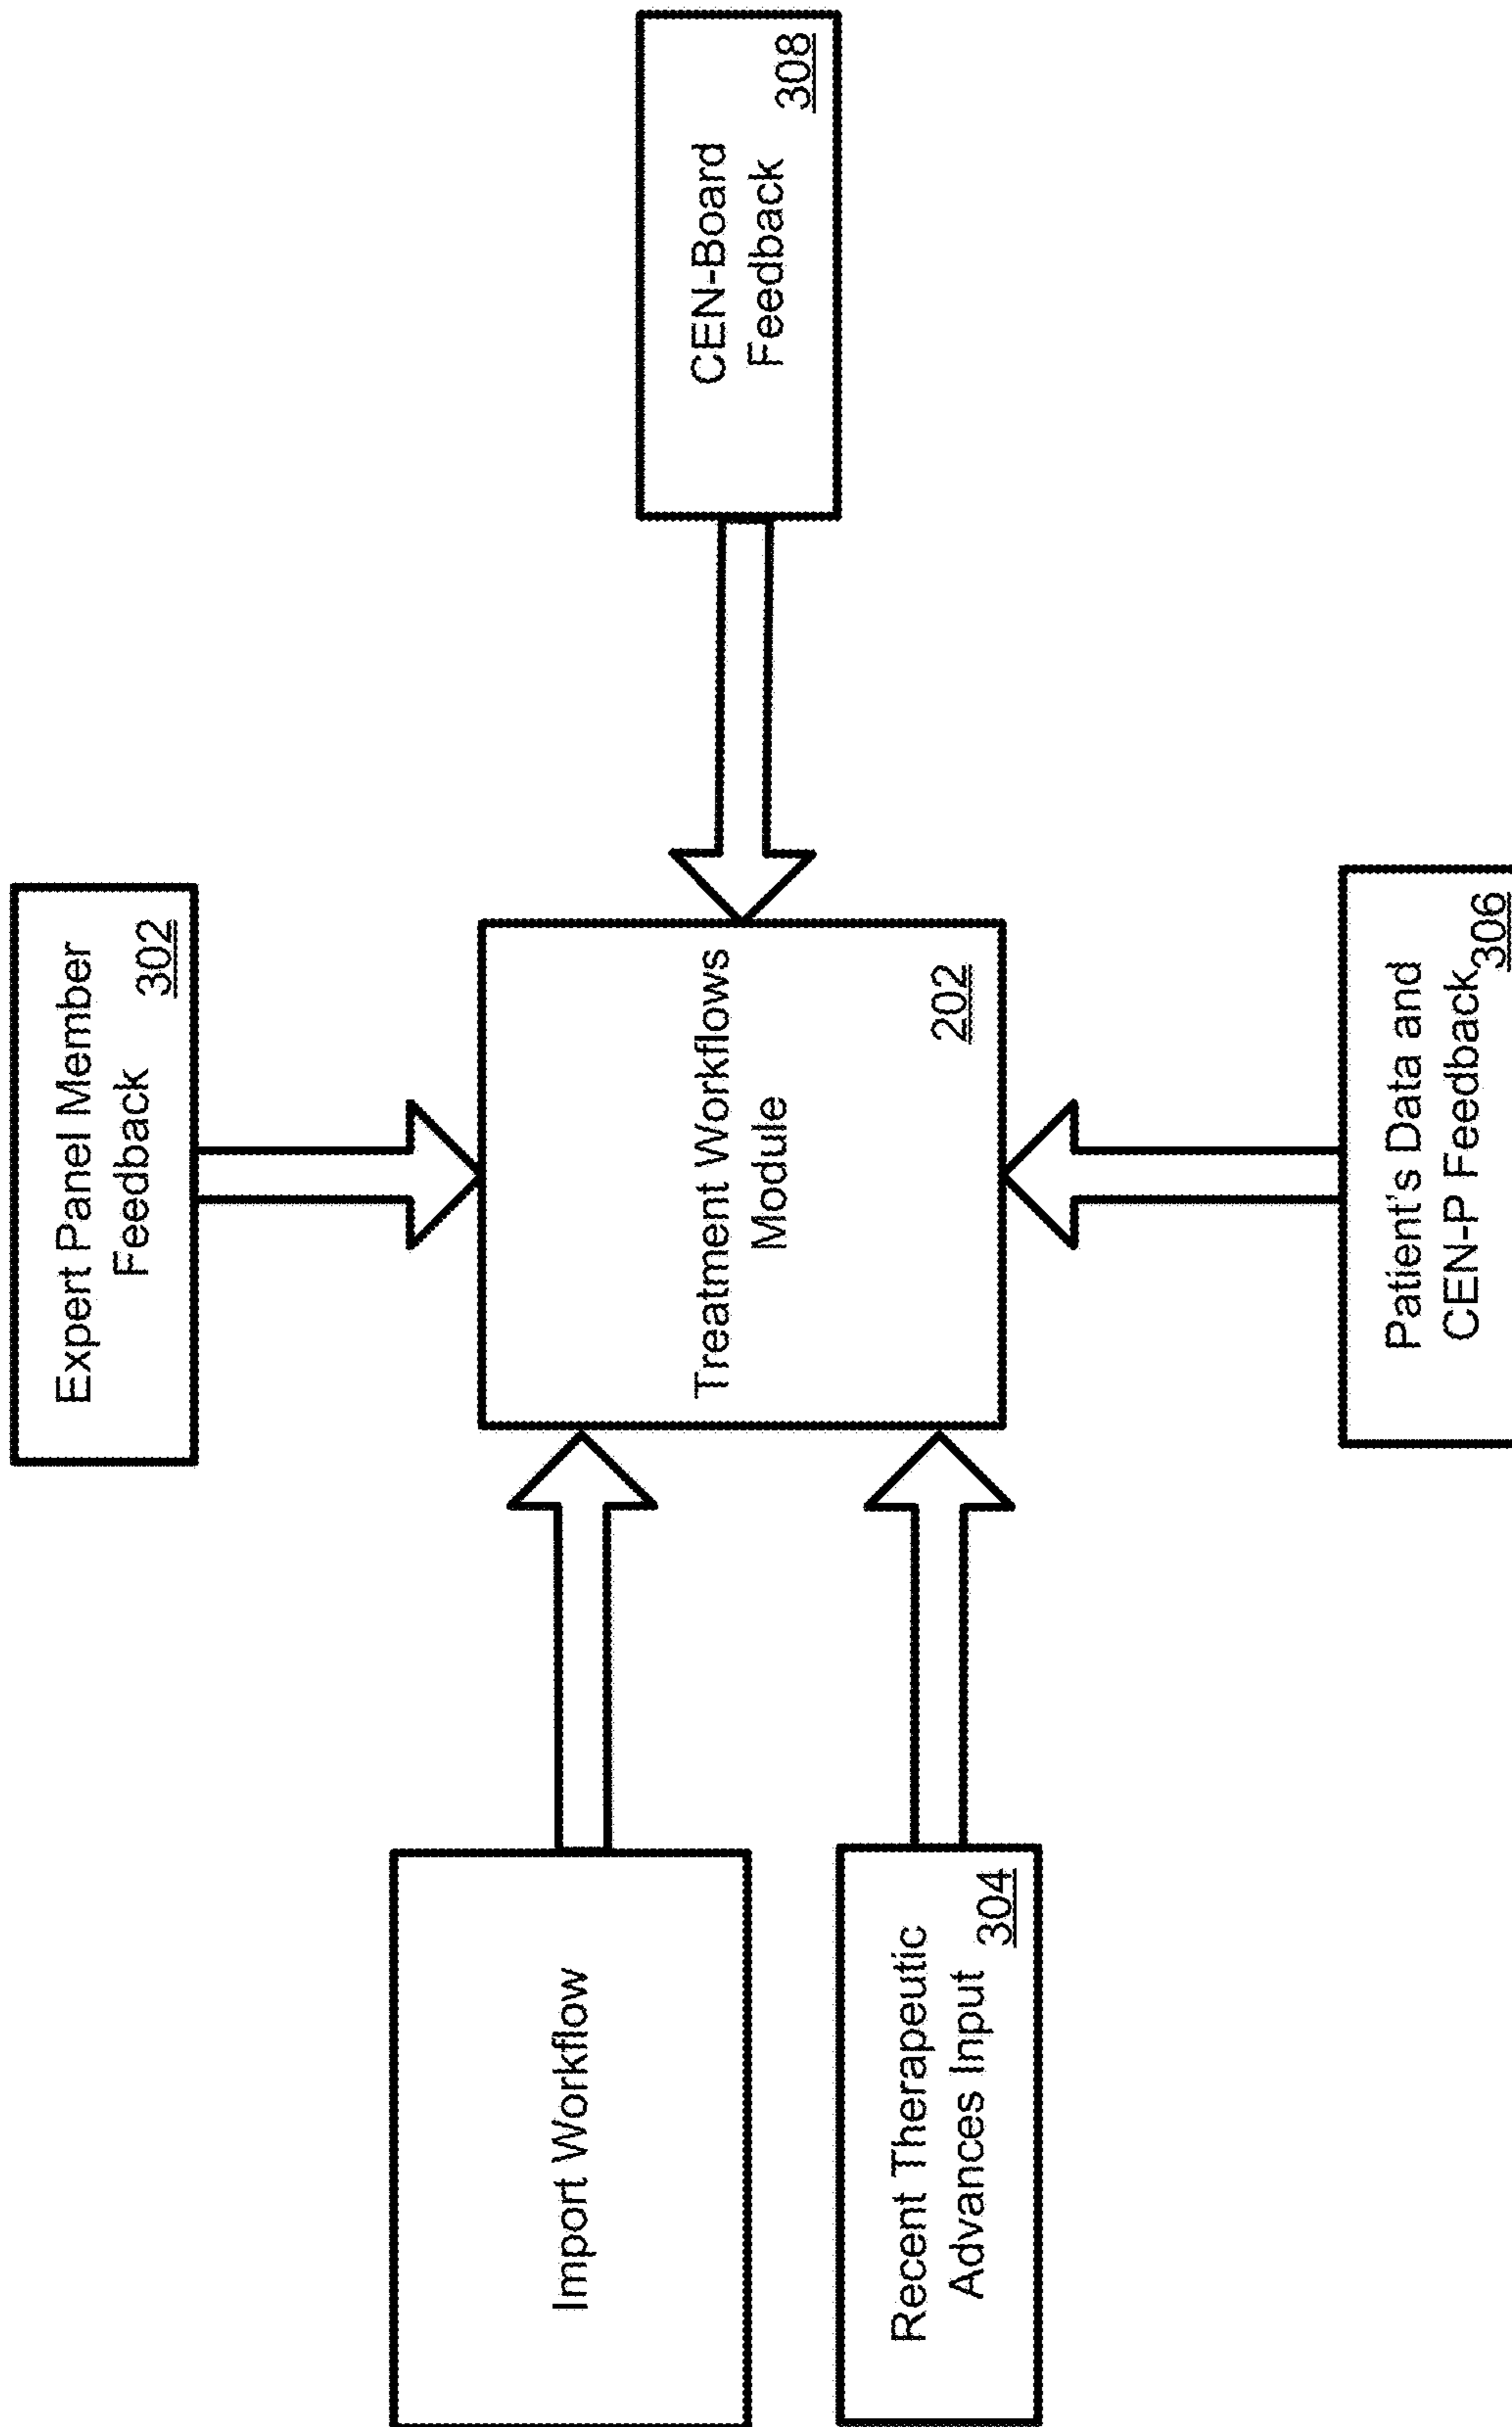 Expert Panel Member
Feedback
302
Import Workflow
Recent Therapeutic
Advances Input
304
Treatment Workflows
Module
202
CEN-Board
Feedback
308
Patient's Data and
CEN-P Feedback
306